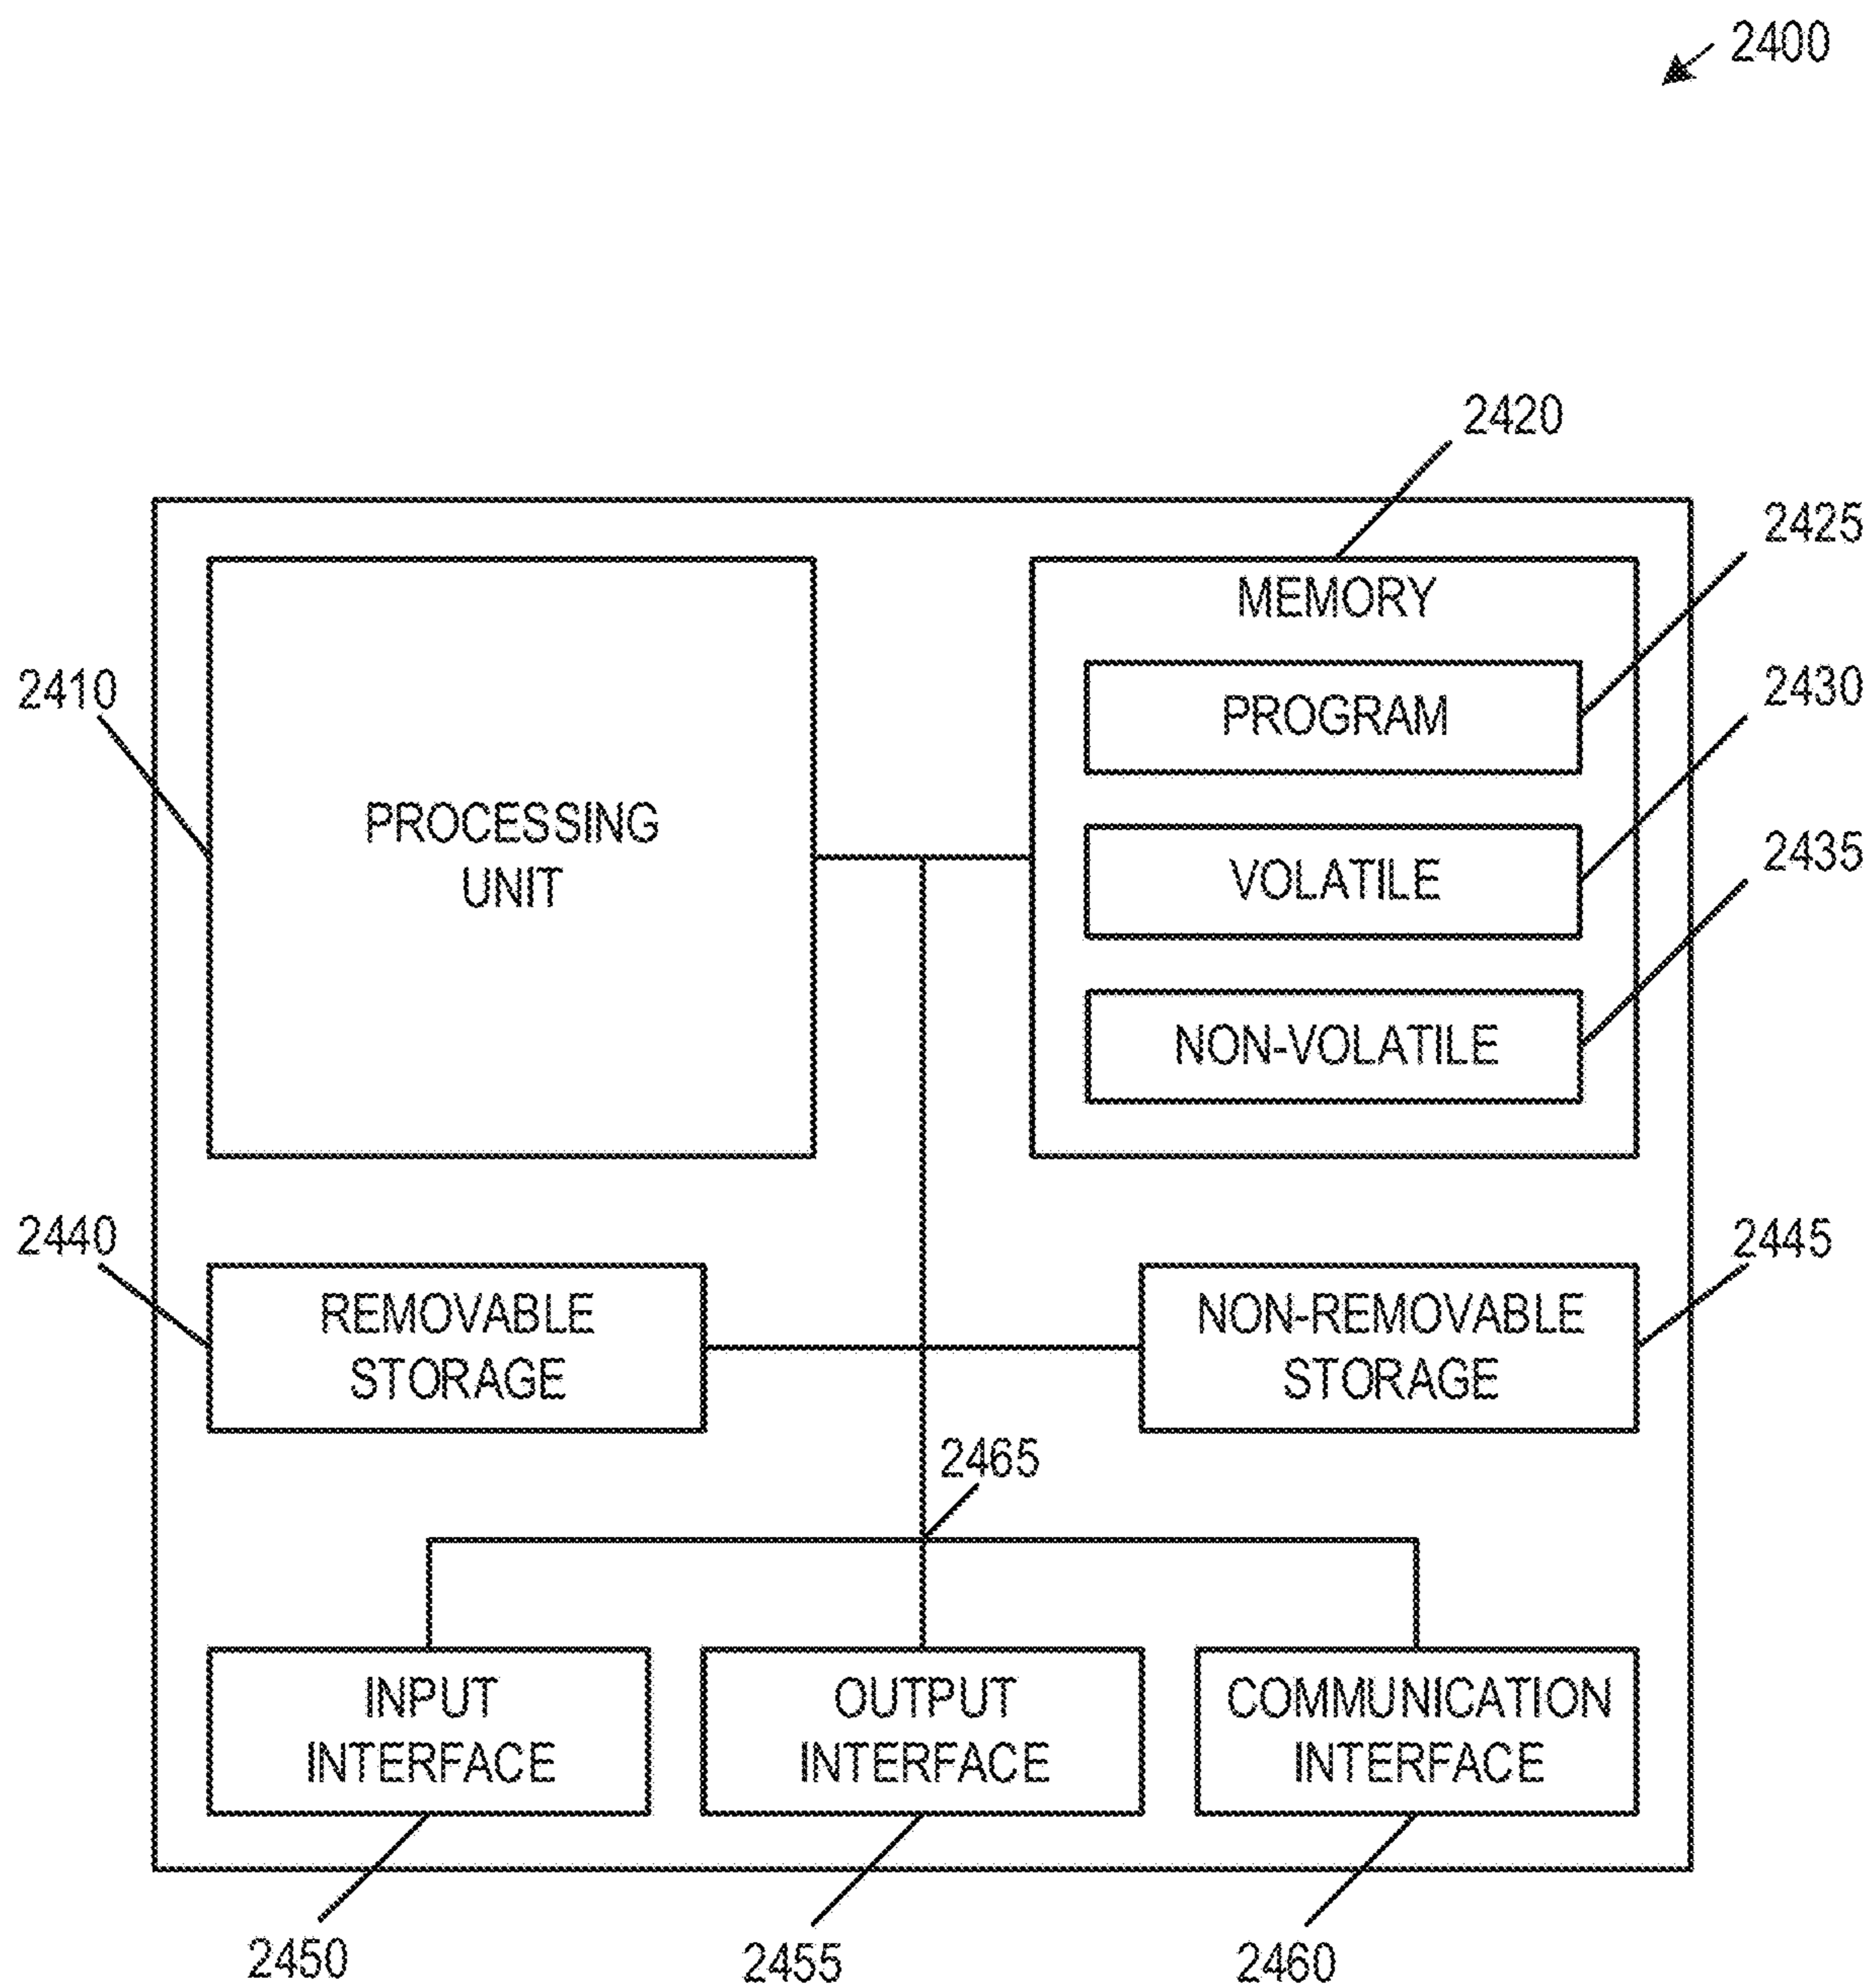 2400
2420
2425
MEMORY
2410
PROGRAM
2430
PROCESSING
UNIT
VOLATILE
2435
NON-VOLATILE
2440
2445
REMOVABLE
STORAGE
NON-REMOVABLE
STORAGE
2465
INPUT
INTERFACE
OUTPUT
INTERFACE
COMMUNICATION
INTERFACE
2450
2455
2460